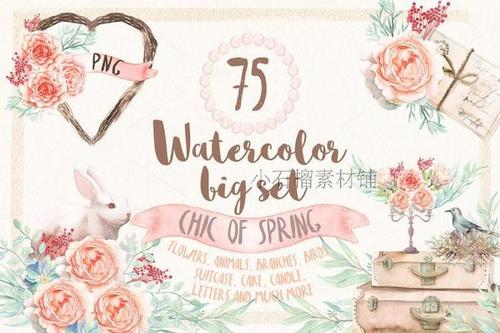 PNG
75
Watercolor
big set
小石榴素材铺
CHIC OF SPRING
FLOWERS, ANIMALS, BRANCHES, BIRDS
SUITCASE, CAKE, CANDLE,
LETTERS AND MUCH MORE